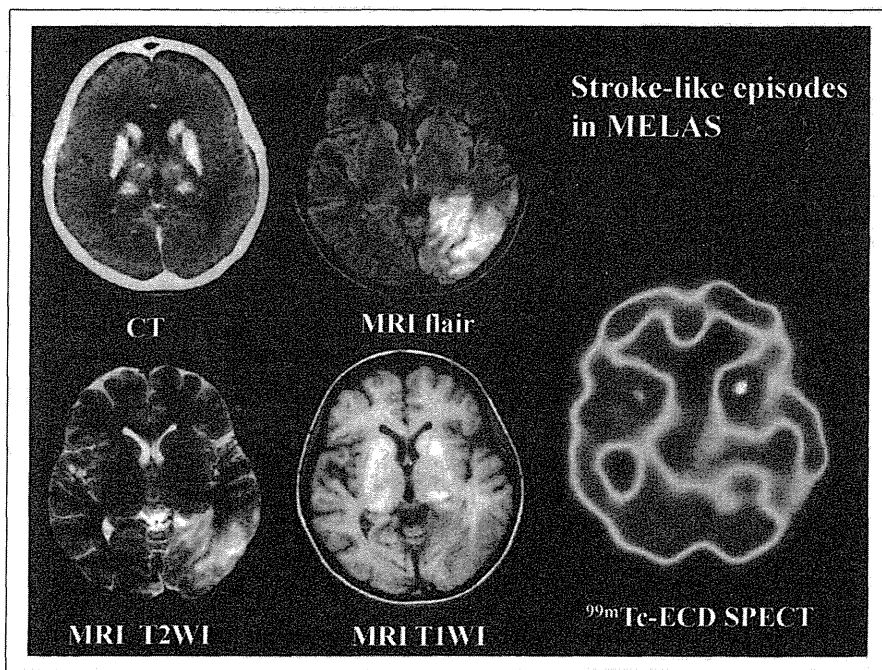 Stroke-like episodes
in MELAS
CT
MRI flair
MRI T2WI
MRI T1WI
⁹⁹ᵐTc-ECD SPECT